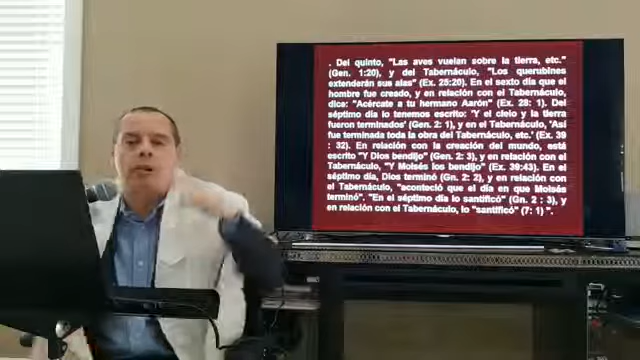 . Del quinto, "Las aves vuelan sobre la tierra, etc."
(Gen. 1:20), y del Tabernáculo, "Los querubines
extenderán sus alas" (Ex. 25:20). En el sexto día que el
hombre fue creado, y en relación con el Tabernáculo,
dice: "Acércate a tu hermano Aarón" (Ex. 28: 1). Del
séptimo día lo tenemos escrito: 'Y el cielo y la tierra
fueron terminados' (Gen. 2: 1), y en el Tabernáculo, 'Así
fue terminada toda la obra del Tabernáculo, etc.' (Ex. 39
: 32). En relación con la creación del mundo, está
escrito "Y Dios bendijo" (Gen. 2: 3), y en relación con el
Tabernáculo, "Y Moisés los bendijo" (Ex. 39:43). En el
séptimo día, Dios terminó (Gn. 2: 2), y en relación con
el Tabernáculo, "aconteció que el día en que Moisés
terminó". "En el séptimo día lo santificó" (Gn. 2 : 3), y
en relación con el Tabernáculo, lo "santificó" (7: 1) ".